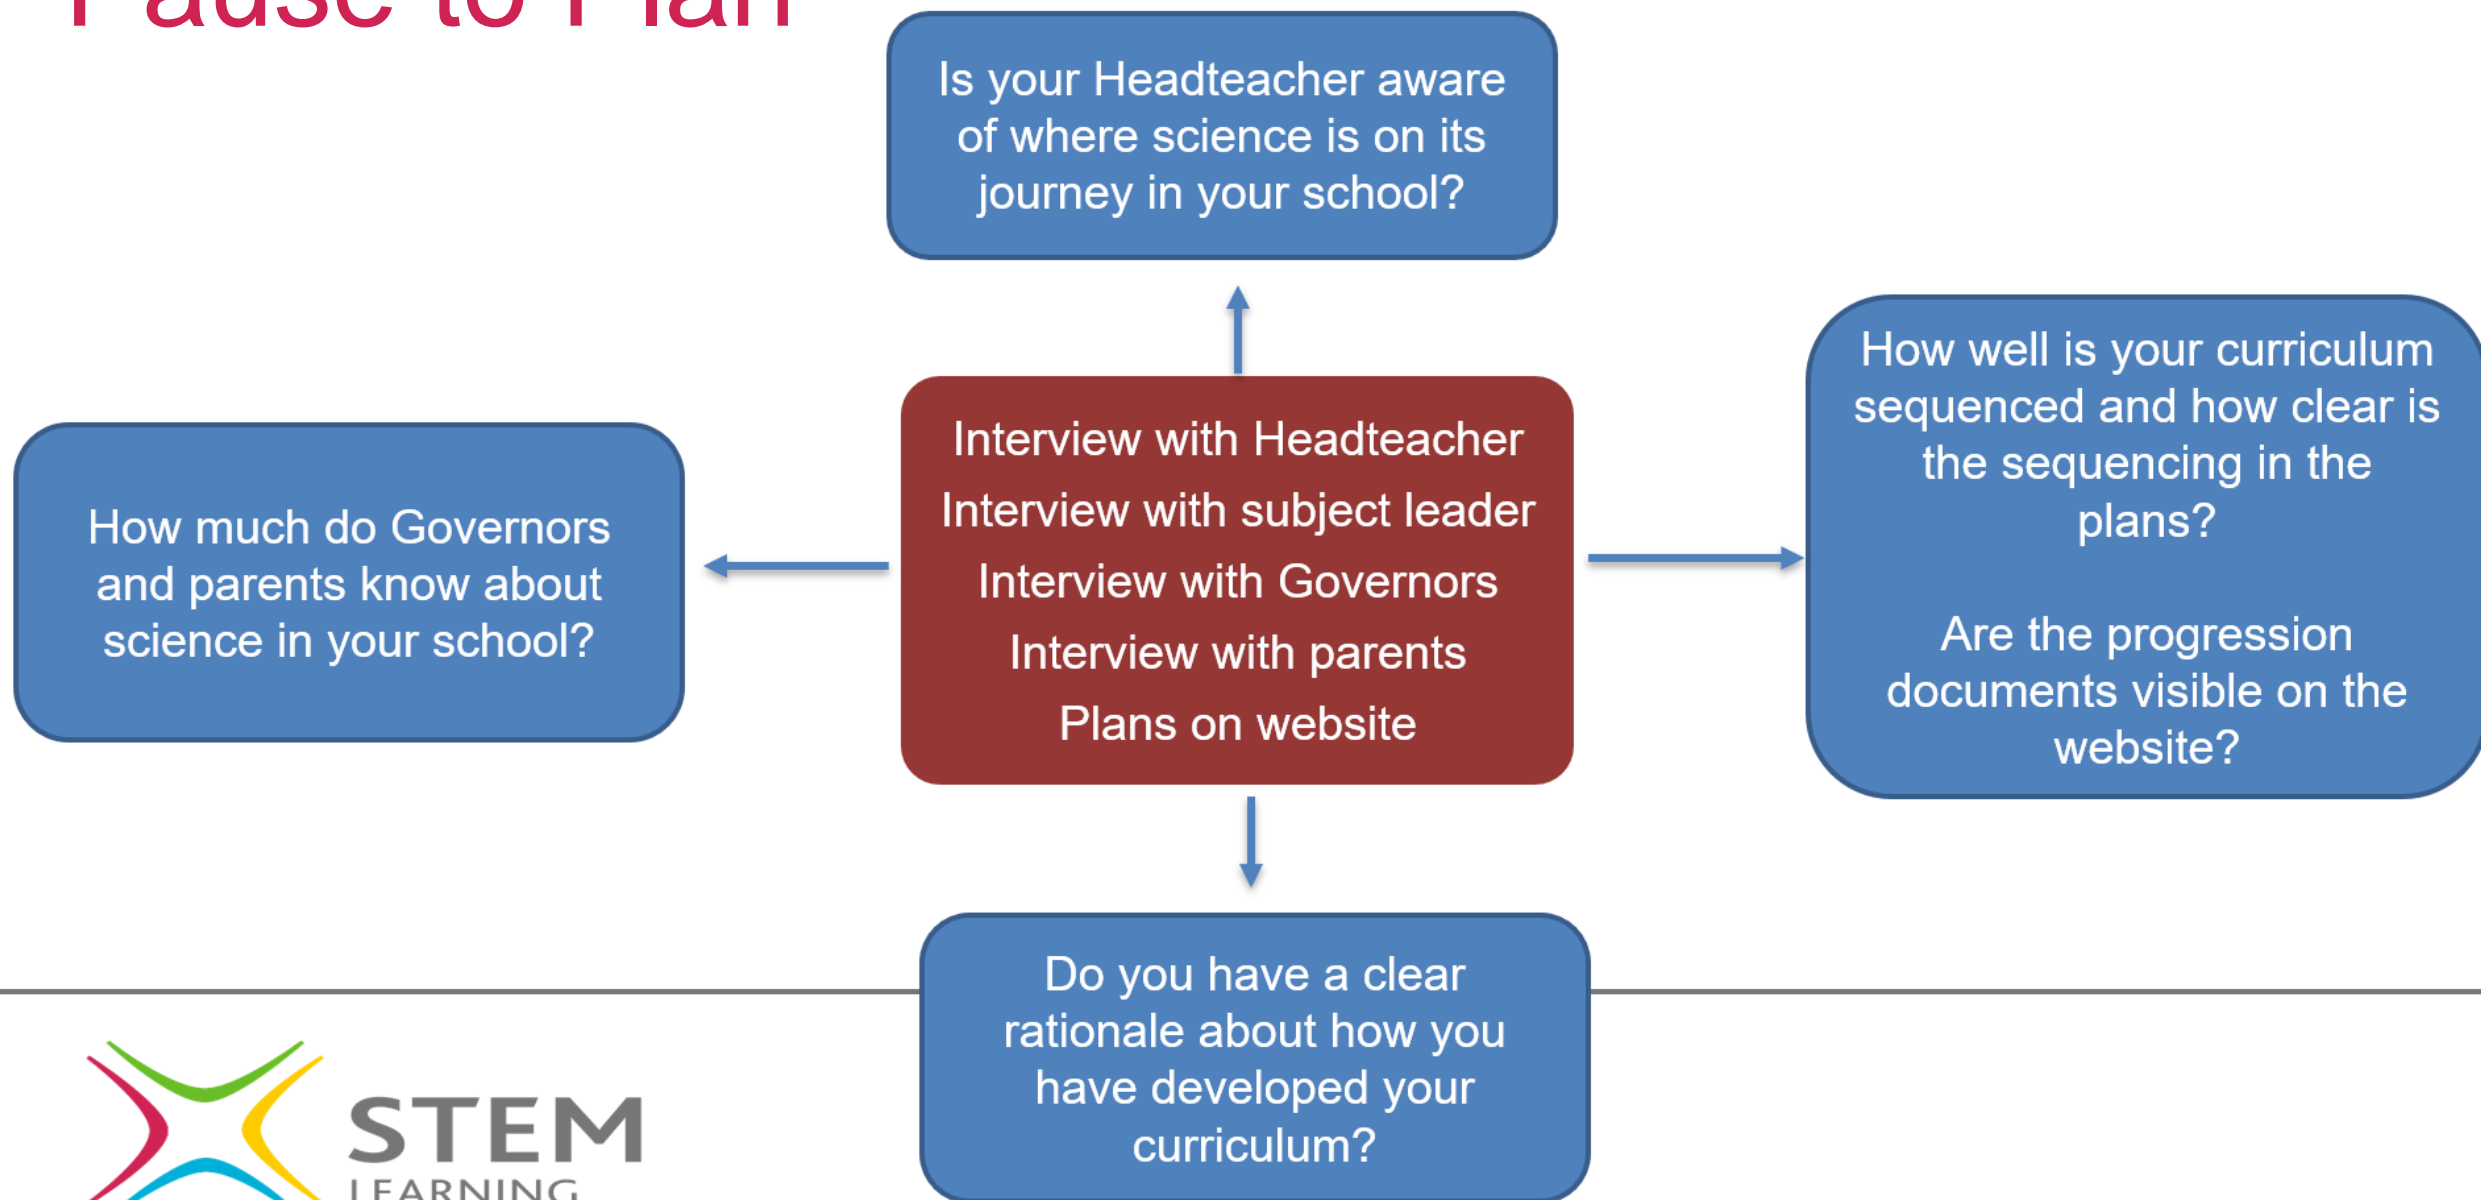 Pause to Plan
Is your Headteacher aware
of where science is on its
journey in your school?
How much do Governors
and parents know about
science in your school?
Interview with Headteacher
Interview with subject leader
Interview with Governors
Interview with parents
Plans on website
How well is your curriculum
sequenced and how clear is
the sequencing in the
plans?
Are the progression
documents visible on the
website?
Do you have a clear
rationale about how you
have developed your
curriculum?
STEM
LEARNING